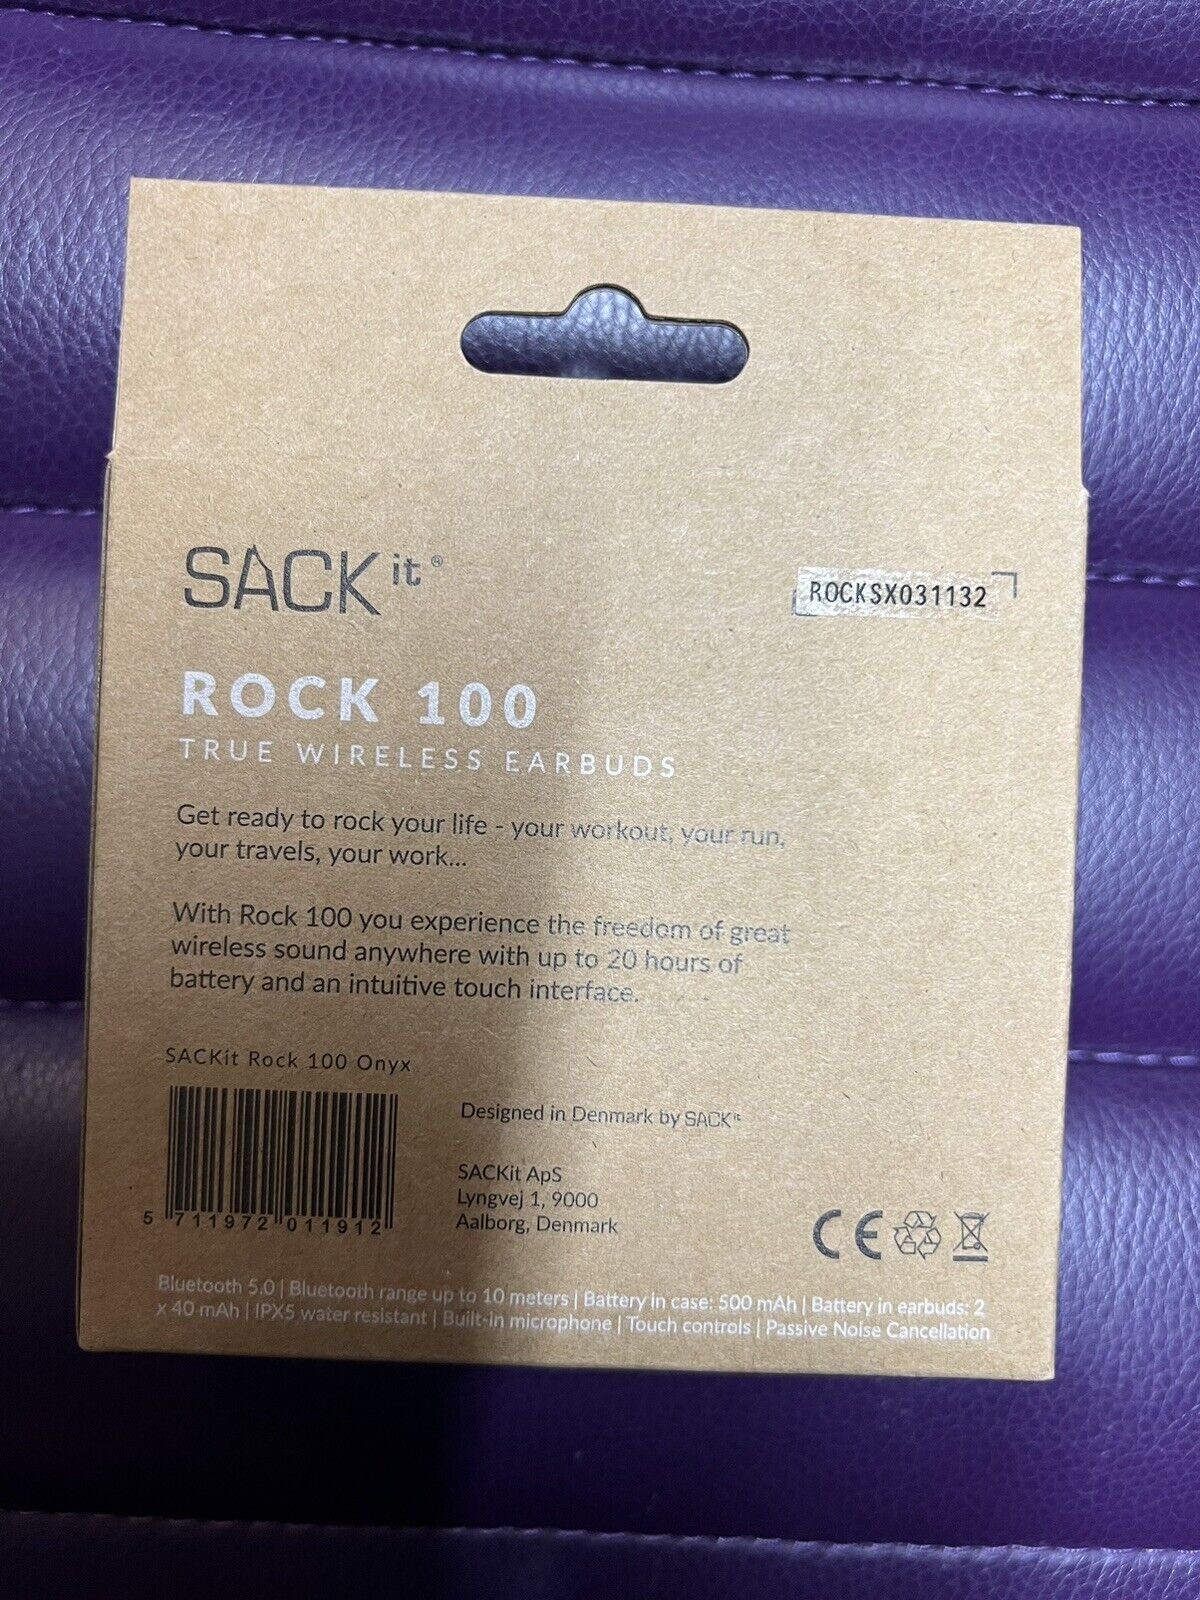 SACK it®
ROCKSX031132
ROCK 100
TRUE WIRELESS EARBUDS
Get ready to rock your life - your workout, your run,
your travels, your work...
With Rock 100 you experience the freedom of great
wireless sound anywhere with up to 20 hours of
battery and an intuitive touch interface.
SACKit Rock 100 Onyx
5 711972 011912
Designed in Denmark by SACKit
SACKit ApS
Lyngvej 1, 9000
Aalborg, Denmark
CE
Bluetooth 5.0 | Bluetooth range up to 10 meters | Battery in case: 500 mAh | Battery in earbuds: 2
x 40 mAh | IPX5 water resistant | Built-in microphone | Touch controls | Passive Noise Cancellation